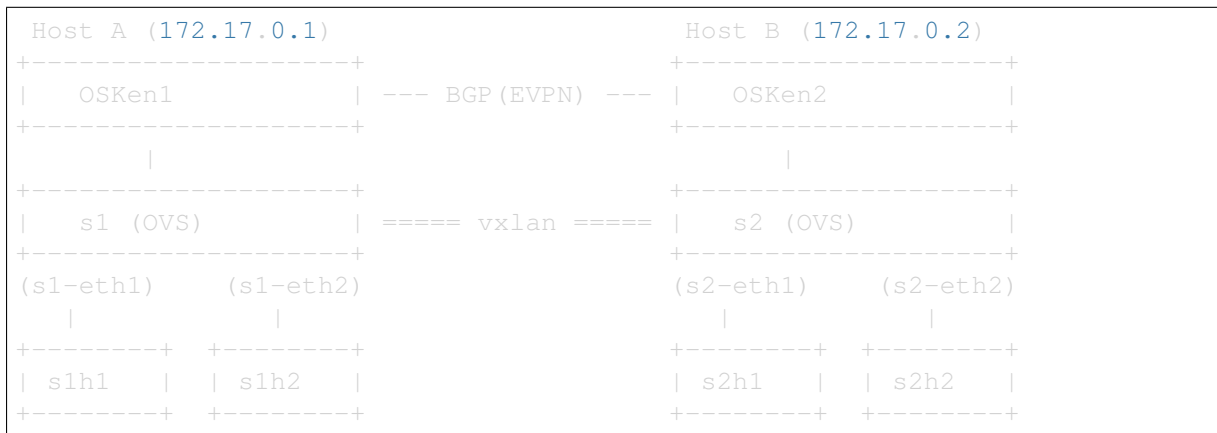 Host A (172.17.0.1)                      Host B (172.17.0.2)
+--------------------+                   +--------------------+
|   OSKen1           | --- BGP(EVPN) --- |   OSKen2           |
+--------------------+                   +--------------------+
        |                                       |
+--------------------+                   +--------------------+
|   s1 (OVS)         | ===== vxlan ===== |   s2 (OVS)         |
+--------------------+                   +--------------------+
(s1-eth1)    (s1-eth2)                   (s2-eth1)    (s2-eth2)
   |            |                           |            |
+--------+  +--------+                   +--------+  +--------+
| s1h1   |  | s1h2   |                   | s2h1   |  | s2h2   |
+--------+  +--------+                   +--------+  +--------+